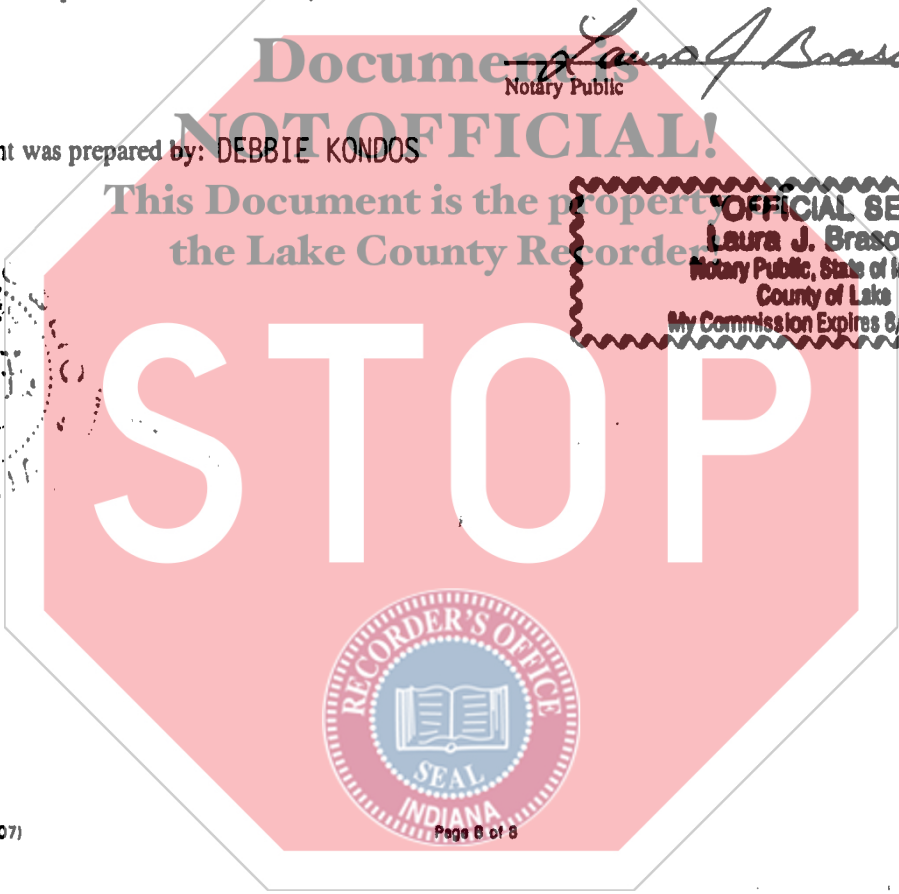 Document is
Laura J Braso
Notary Public
NOT OFFICIAL!
nt was prepared by: DEBBIE KONDOS
This Document is the property
the Lake County Recorder!
"OFFICIAL SE
Laura J. Braso
Notary Public, State of I
County of Lake
My Commission Expires 8/
STOP
RECORDER'S OFFICE
SEAL
INDIANA
07)
Page 8 of 8